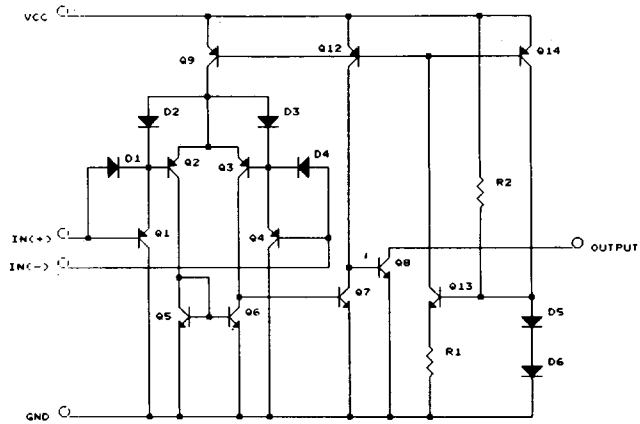 VCC
Q9
Q12
Q14
D2
D3
D1
Q2
Q3
D4
R2
IN(+)
Q1
Q4
OUTPUT
IN(-)
Q8
Q5
Q6
Q7
Q13
D5
R1
D6
GND